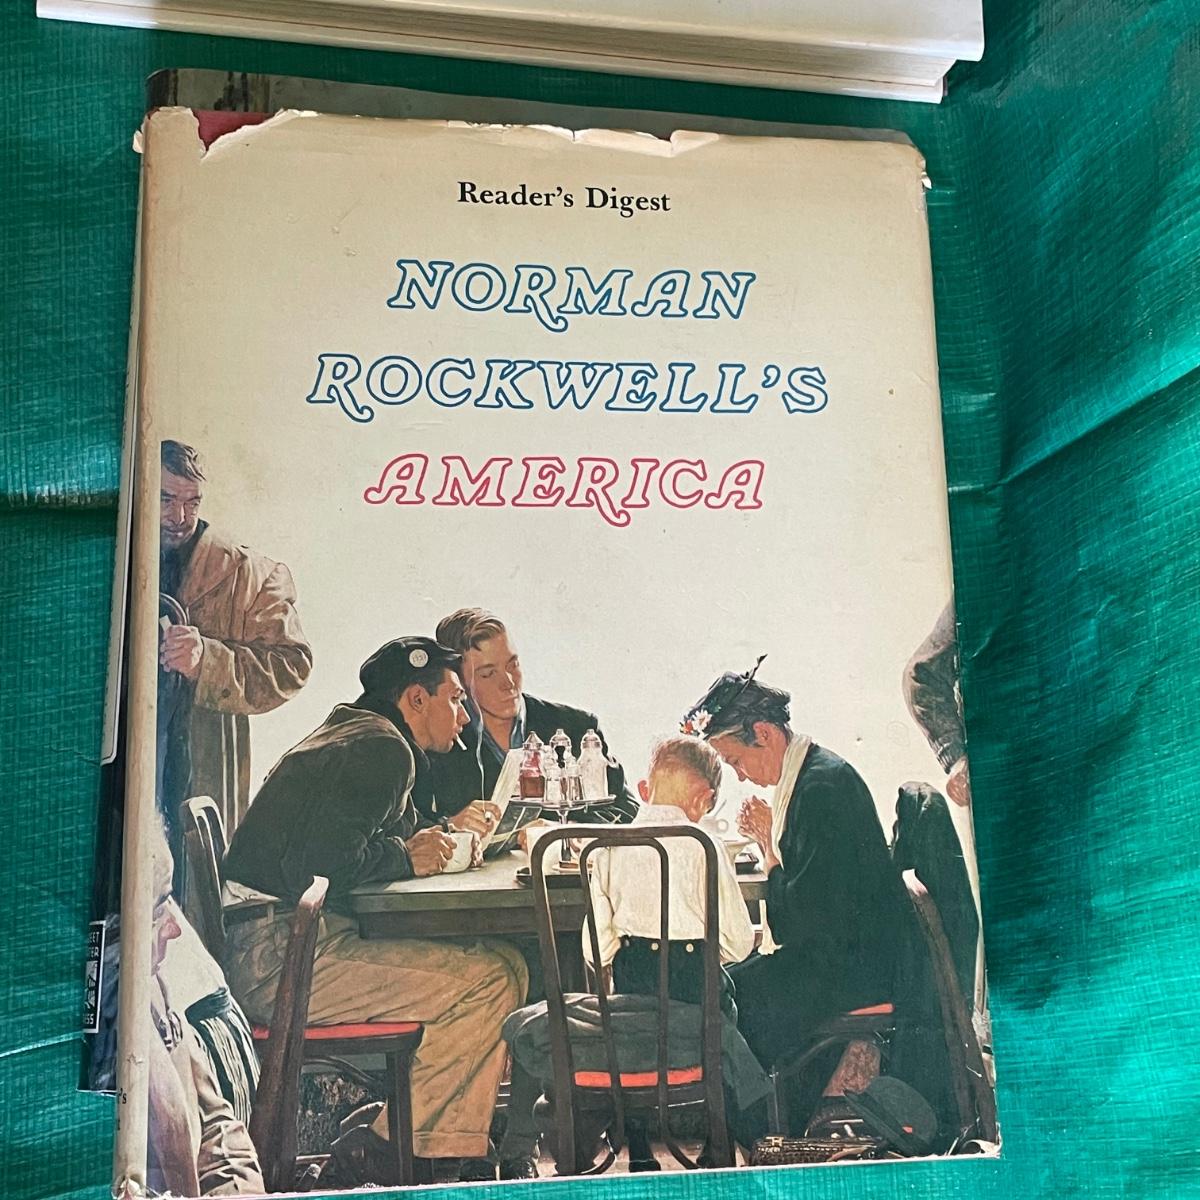 Reader's Digest
NORMAN
ROCKWELL'S
AMERICA